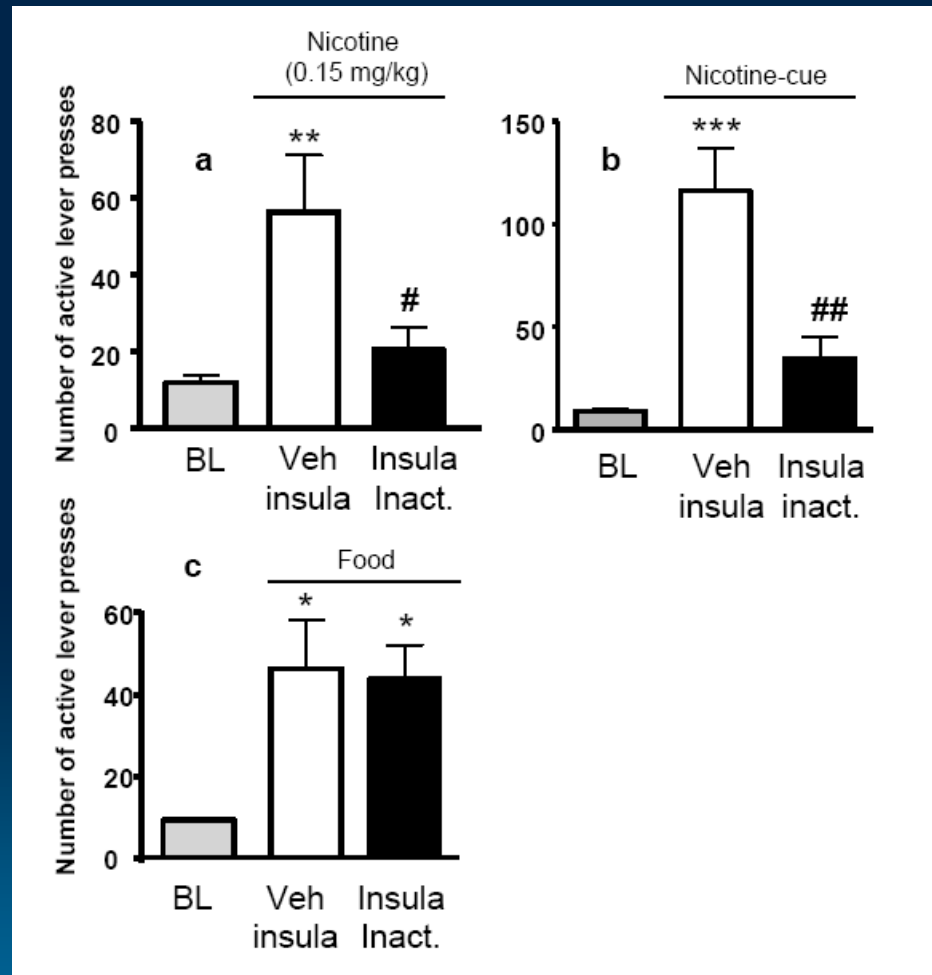 Nicotine
(0.15 mg/kg)
Number of active lever presses
80
60
40
20
0
a
**
#
BL
Veh
insula
Insula
Inact.
Nicotine-cue
150
100
50
0
b
***
##
BL
Veh
insula
Insula
inact.
Number of active lever presses
c
Food
60
40
20
0
*
*
BL
Veh
insula
Insula
Inact.